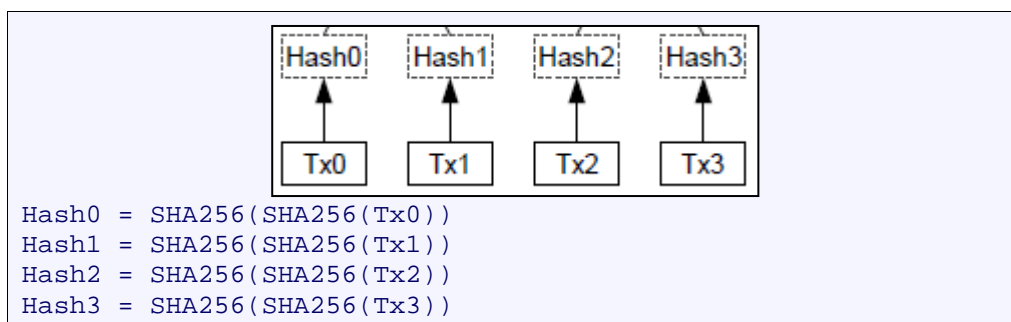 Hash0 Hash1 Hash2 Hash3
Tx0 Tx1 Tx2 Tx3
Hash0 = SHA256(SHA256(Tx0))
Hash1 = SHA256(SHA256(Tx1))
Hash2 = SHA256(SHA256(Tx2))
Hash3 = SHA256(SHA256(Tx3))